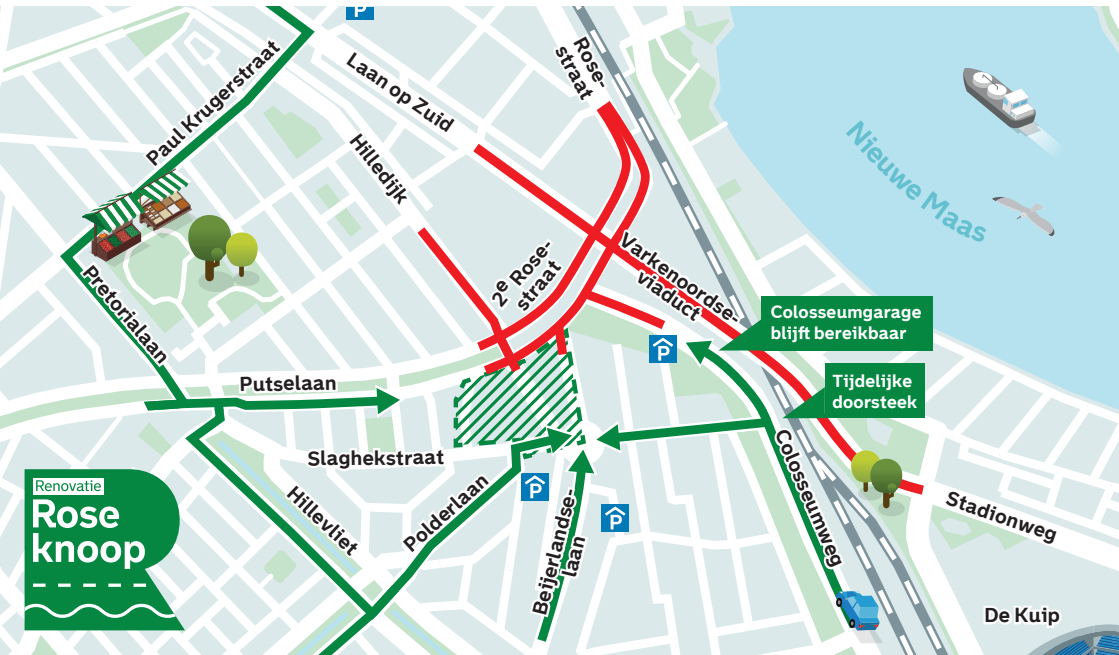 P
Rose-
straat
Laan op Zuid
Paul Krugerstraat
Hilledijk
Nieuwe Maas
2e Rose-
straat
Varkenoordse-
viaduct
Pretorialaan
Colosseumgarage
blijft bereikbaar
P
Tijdelijke
doorsteek
Putselaan
Slaghekstraat
Colosseumweg
Renovatie
Rose
knoop
Hillevliet
Polderlaan
P
Beijerlandse-
laan
P
Stadionweg
De Kuip